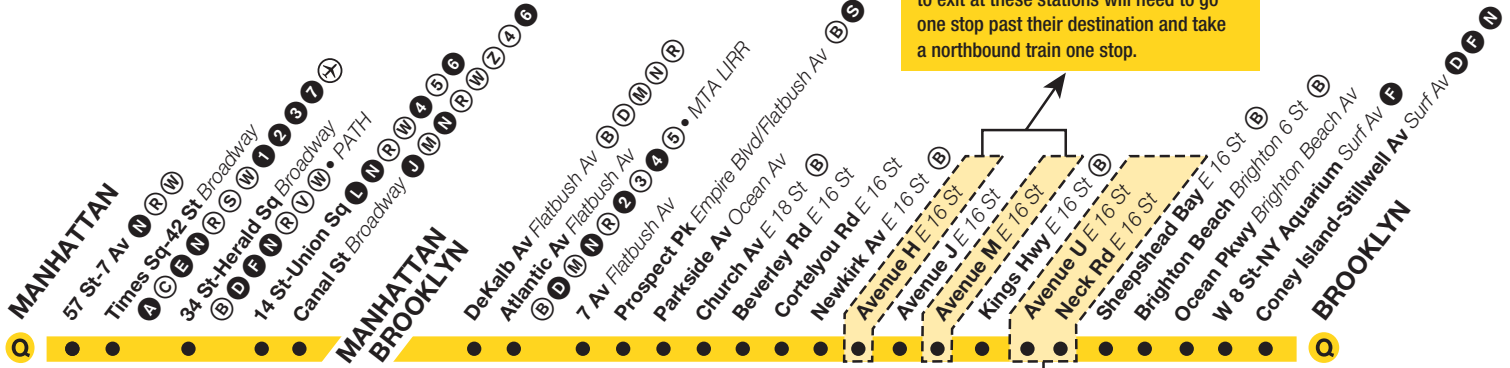 to exit at these stations will need to go
one stop past their destination and take
a northbound train one stop.
MANHATTAN
57 St-7 Av N R W
Times Sq-42 St Broadway
A C E N R S W 1 2 3 7
34 St-Herald Sq Broadway
B D F N R V W • PATH
14 St-Union Sq L N R W 4 5 6
Canal St Broadway J M N R W Z 4 6
MANHATTAN
BROOKLYN
DeKalb Av Flatbush Av B D M N R
Atlantic Av Flatbush Av
B D M N R 2 3 4 5 • MTA LIRR
7 Av Flatbush Av
Prospect Pk Empire Blvd/Flatbush Av B S
Parkside Av Ocean Av
Church Av E 18 St B
Beverley Rd E 16 St
Cortelyou Rd E 16 St
Newkirk Av E 16 St B
Avenue H E 16 St
Avenue J E 16 St
Avenue M E 16 St
Kings Hwy E 16 St B
Avenue U E 16 St
Neck Rd E 16 St
Sheepshead Bay E 16 St B
Brighton Beach Brighton 6 St B
Ocean Pkwy Brighton Beach Av
W 8 St-NY Aquarium Surf Av F
Coney Island-Stillwell Av Surf Av D F N
BROOKLYN
Q
Q